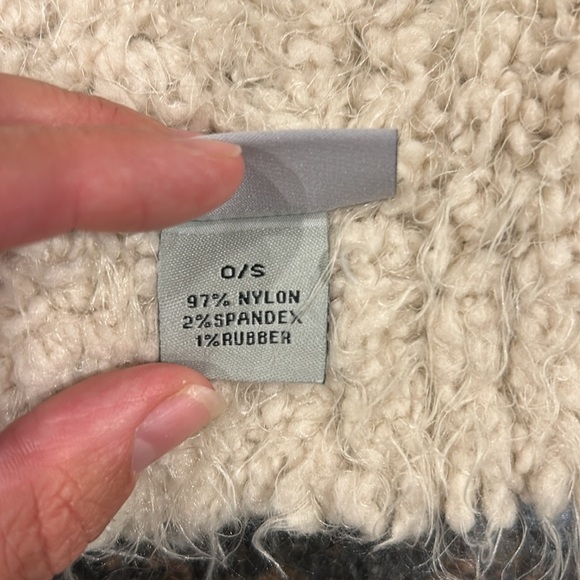 O/S
97% NYLON
2%SPANDEX
1%RUBBER